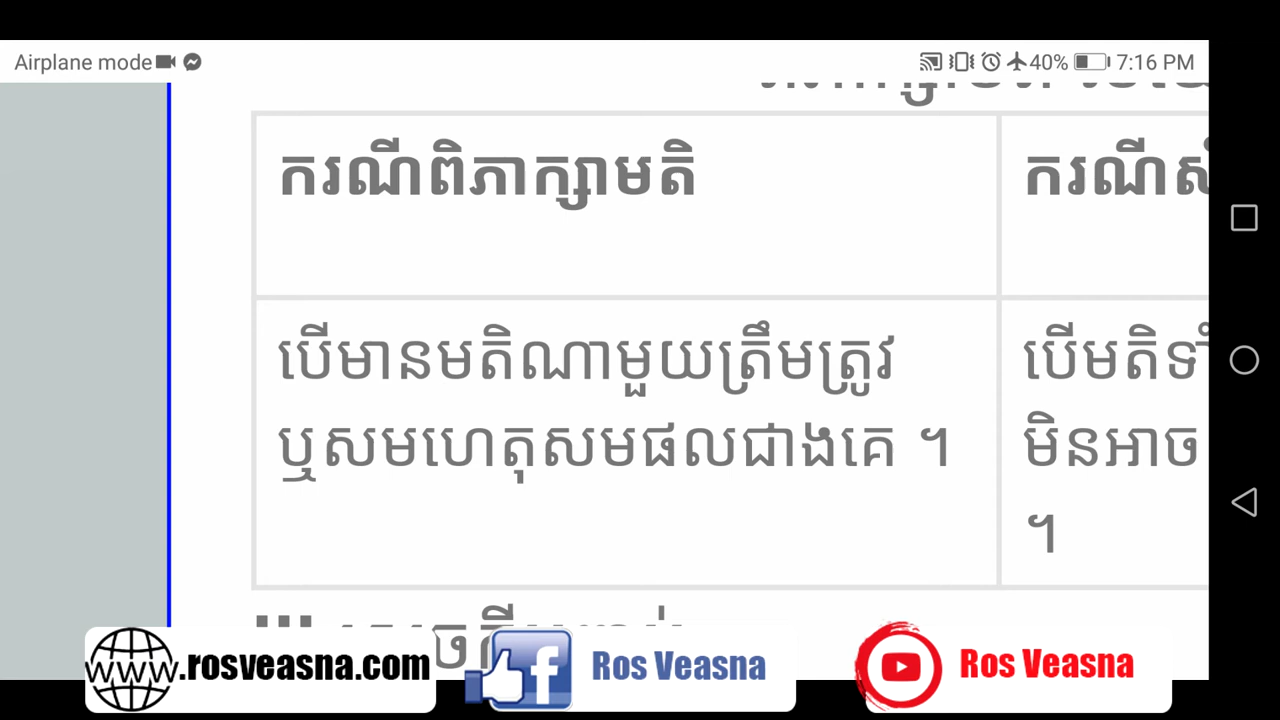 Airplane mode 40% 7:16 PM
ករណីពិភាក្សាមតិ
ករណី
បើមានមតិណាមួយត្រឹមត្រូវ
ឬសមហេតុសមផលជាងគេ ។
បើមតិ
មិនអាច
។
www.rosveasna.com
Ros Veasna
Ros Veasna